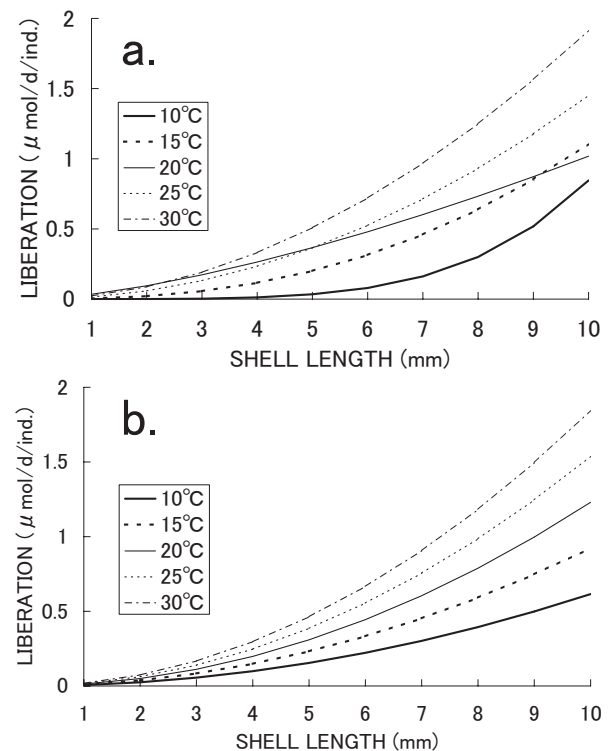 a.
2
1.5
1
0.5
0
LIBERATION ( μ mol/d/ind.)
10℃
15℃
20℃
25℃
30℃
1 2 3 4 5 6 7 8 9 10
SHELL LENGTH (mm)
b.
2
1.5
1
0.5
0
LIBERATION ( μ mol/d/ind.)
10℃
15℃
20℃
25℃
30℃
1 2 3 4 5 6 7 8 9 10
SHELL LENGTH (mm)